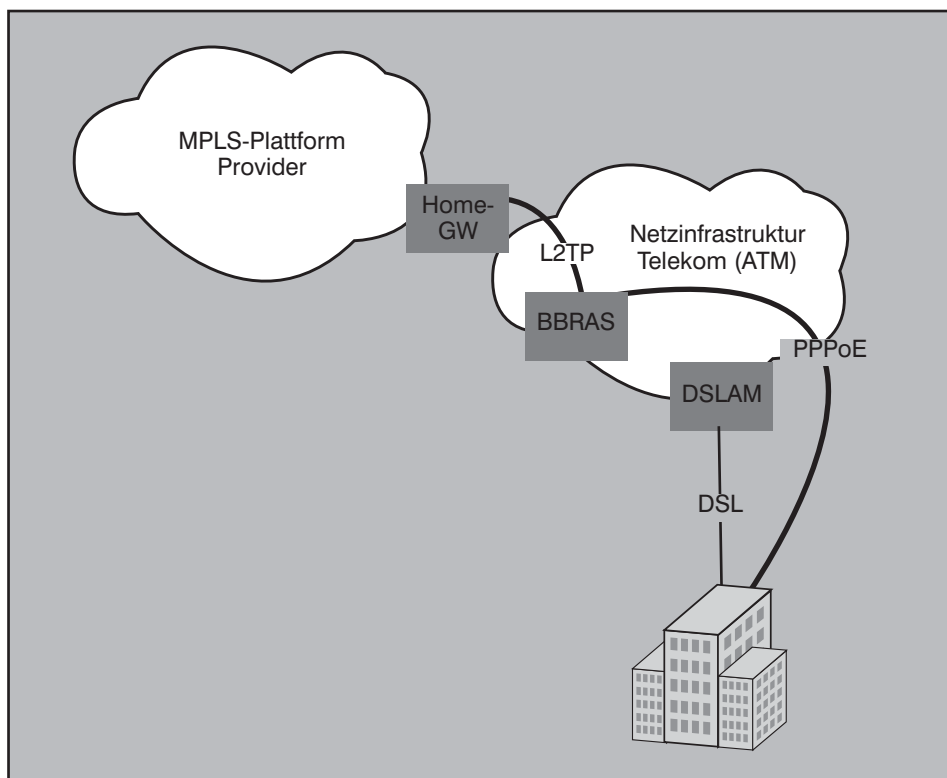 MPLS-Plattform
Provider
Home-
GW
L2TP
Netzinfrastruktur
Telekom (ATM)
BBRAS
PPPoE
DSLAM
DSL